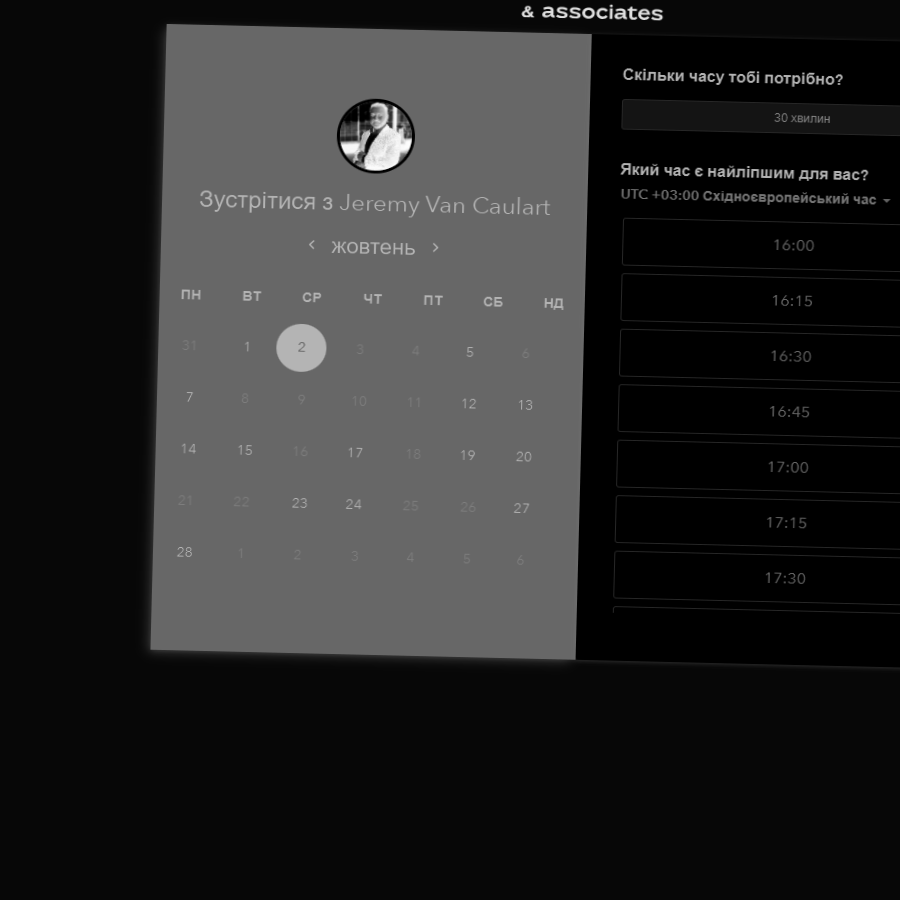 & associates
Зустрітися з Jeremy Van Caulart
‹ жовтень ›
ПН ВТ СР ЧТ ПТ СБ НД
31 1 2 3 4 5 6
7 8 9 10 11 12 13
14 15 16 17 18 19 20
21 22 23 24 25 26 27
28 1 2 3 4 5 6
Скільки часу тобі потрібно?
30 хвилин
Який час є найліпшим для вас?
UTC +03:00 Східноєвропейський час
16:00
16:15
16:30
16:45
17:00
17:15
17:30